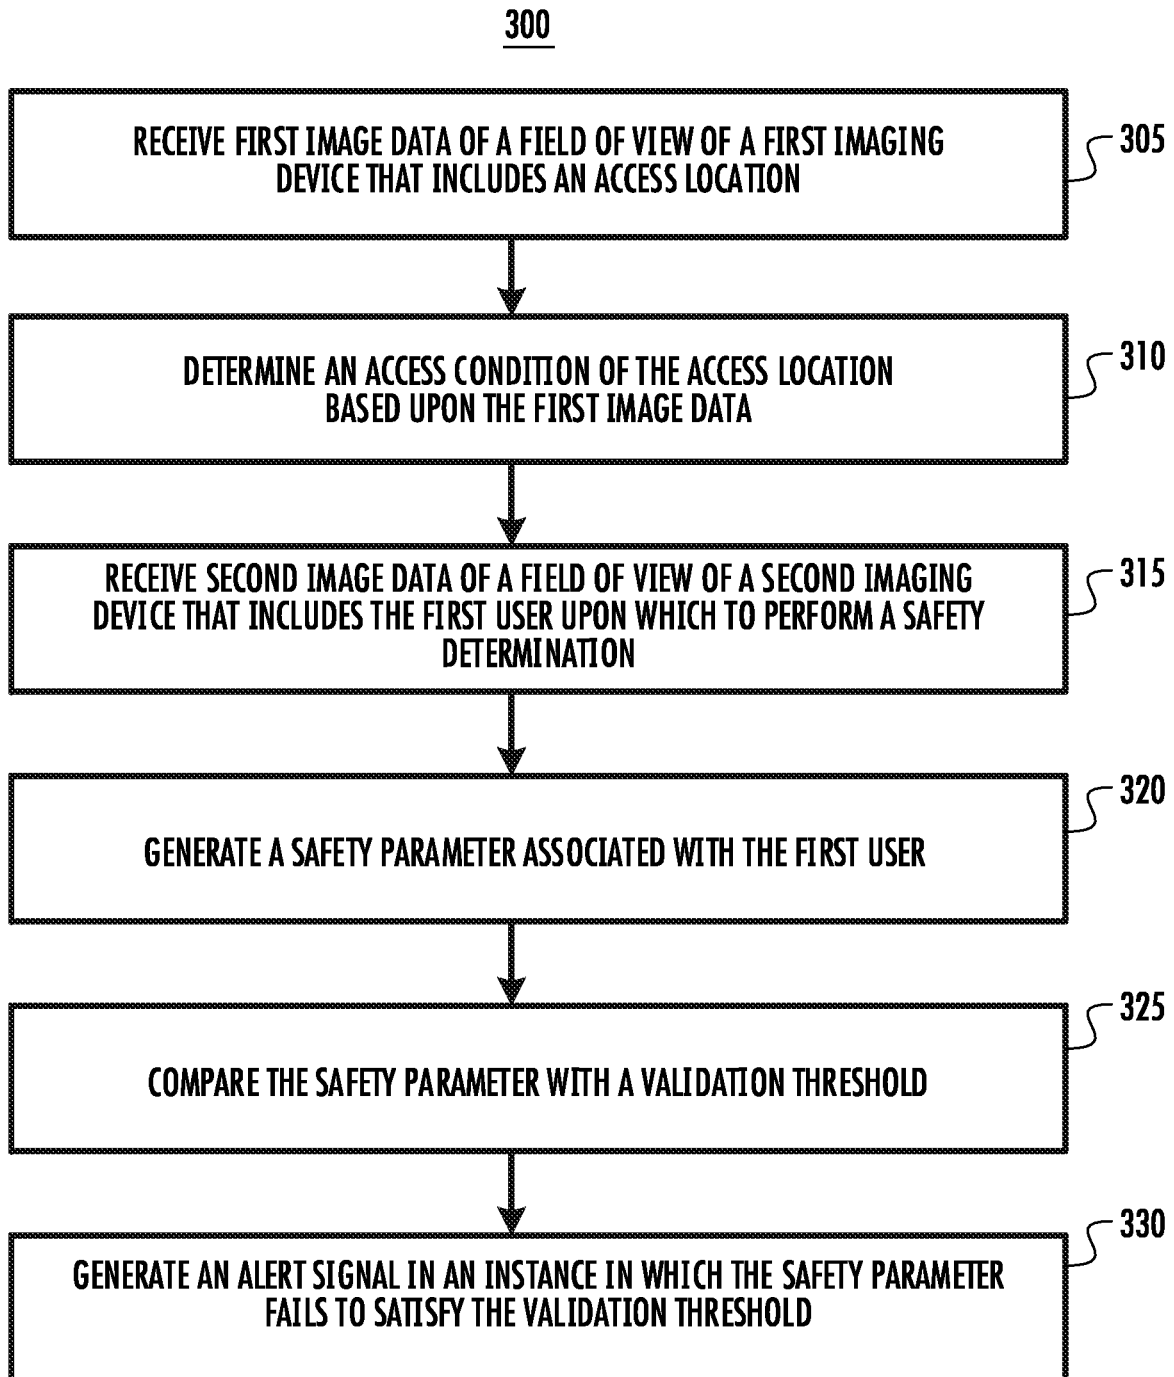 300
RECEIVE FIRST IMAGE DATA OF A FIELD OF VIEW OF A FIRST IMAGING
DEVICE THAT INCLUDES AN ACCESS LOCATION
305
DETERMINE AN ACCESS CONDITION OF THE ACCESS LOCATION
BASED UPON THE FIRST IMAGE DATA
310
RECEIVE SECOND IMAGE DATA OF A FIELD OF VIEW OF A SECOND IMAGING
DEVICE THAT INCLUDES THE FIRST USER UPON WHICH TO PERFORM A SAFETY
DETERMINATION
315
GENERATE A SAFETY PARAMETER ASSOCIATED WITH THE FIRST USER
320
COMPARE THE SAFETY PARAMETER WITH A VALIDATION THRESHOLD
325
GENERATE AN ALERT SIGNAL IN AN INSTANCE IN WHICH THE SAFETY PARAMETER
FAILS TO SATISFY THE VALIDATION THRESHOLD
330